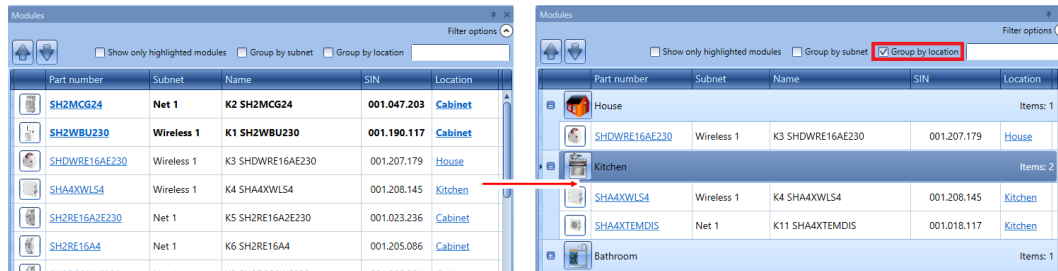 Modules
Filter options
Show only highlighted modules Group by subnet Group by location
Part number Subnet Name SIN Location
SH2MCG24 Net 1 K2 SH2MCG24 001.047.203 Cabinet
SH2WBU230 Wireless 1 K1 SH2WBU230 001.190.117 Cabinet
SHDWRE16AE230 Wireless 1 K3 SHDWRE16AE230 001.207.179 House
SHA4XWLS4 Wireless 1 K4 SHA4XWLS4 001.208.145 Kitchen
SH2RE16A2E230 Net 1 K5 SH2RE16A2E230 001.023.236 Cabinet
SH2RE16A4 Net 1 K6 SH2RE16A4 001.205.086 Cabinet
Modules
Filter options
Show only highlighted modules Group by subnet Group by location
Part number Subnet Name SIN Location
House Items: 1
SHDWRE16AE230 Wireless 1 K3 SHDWRE16AE230 001.207.179 House
Kitchen Items: 2
SHA4XWLS4 Wireless 1 K4 SHA4XWLS4 001.208.145 Kitchen
SHA4XTEMDIS Net 1 K11 SHA4XTEMDIS 001.018.117 Kitchen
Bathroom Items: 1